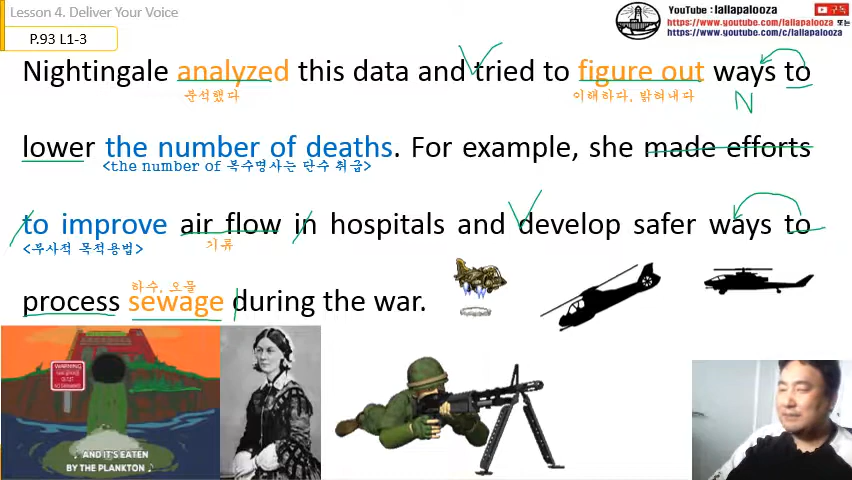 Lesson 4. Deliver Your Voice
YouTube : @lallapalooza
구독
https://www.youtube.com/lallapalooza 또는
https://www.youtube.com/c/lallapalooza
P.93 L1-3
Nightingale analyzed this data and tried to figure out ways to
분석했다
이해하다, 밝혀내다
N
lower the number of deaths. For example, she made efforts
<the number of 복수명사는 단수 취급>
to improve air flow in hospitals and develop safer ways to
<부사적 목적용법>
기류
하수, 오물
process sewage during the war.
WARNING
♪ AND IT'S EATEN
BY THE PLANKTON ♪